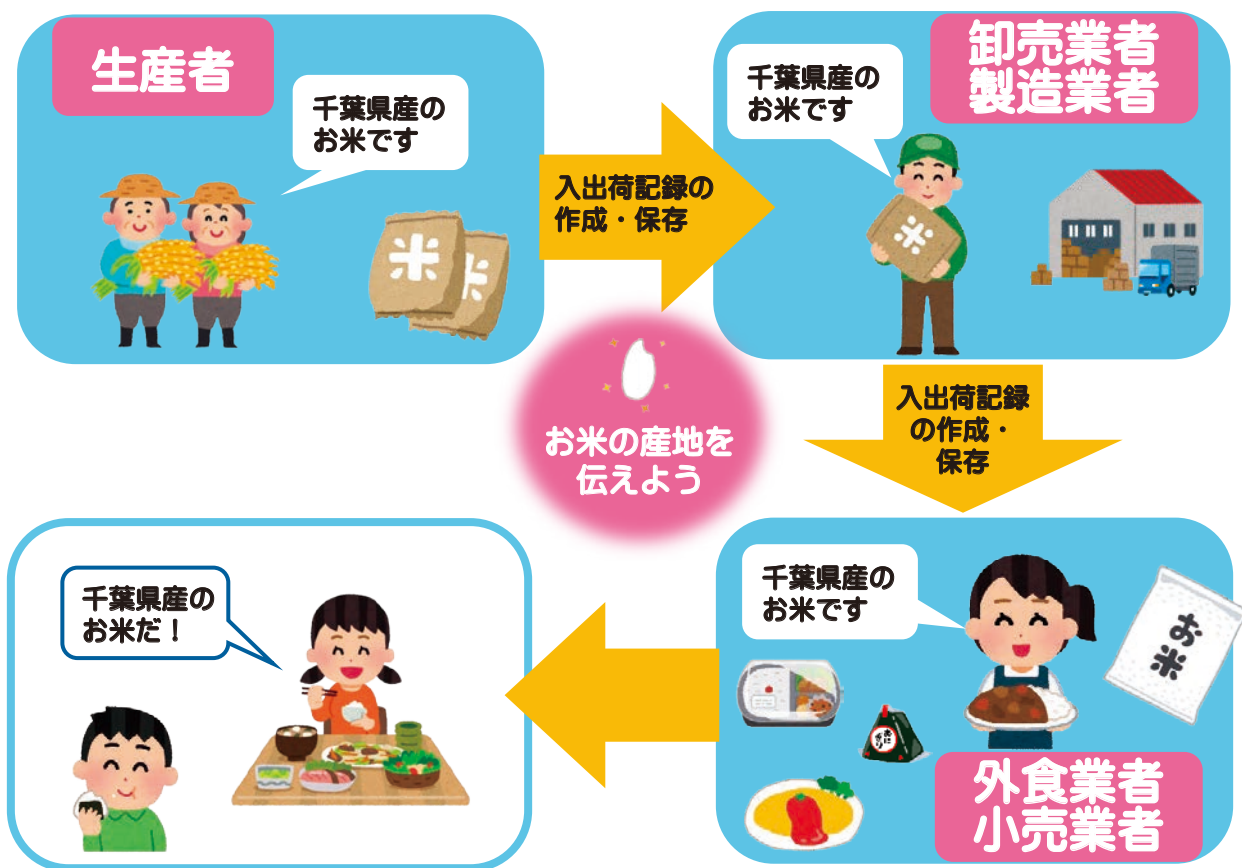 生産者
千葉県産の
お米です
米
米
入出荷記録の
作成・保存
卸売業者
製造業者
千葉県産の
お米です
米
お米の産地を
伝えよう
入出荷記録
の作成・
保存
千葉県産の
お米です
お米
おに
ぎり
外食業者
小売業者
千葉県産の
お米だ！